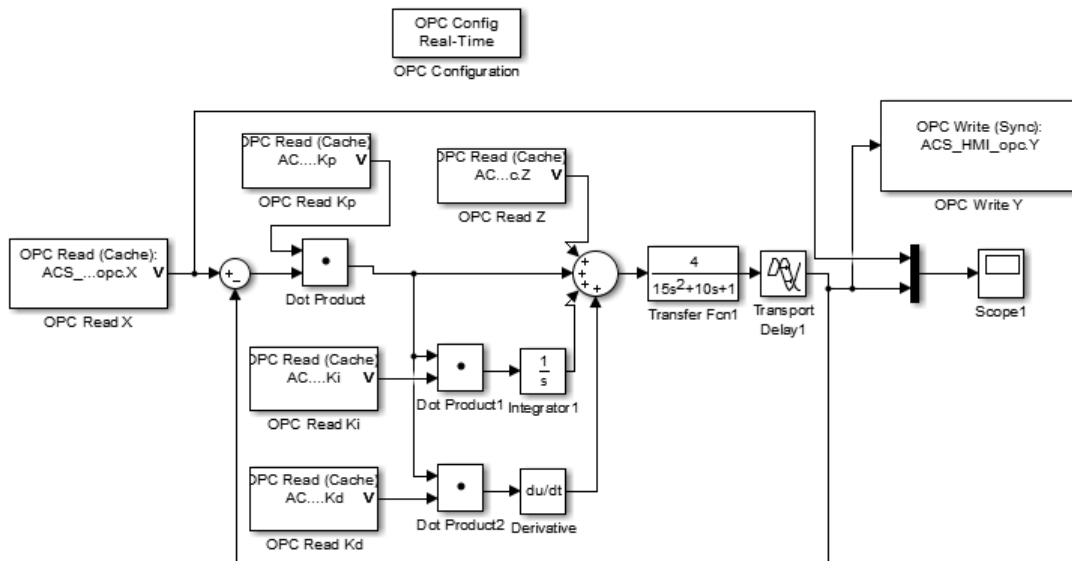 OPC Config
Real-Time
OPC Configuration
OPC Read (Cache)
AC....Kp V
OPC Read Kp
OPC Read (Cache)
AC...c.Z V
OPC Read Z
OPC Write (Sync):
ACS_HMI_opc.Y
OPC Write Y
OPC Read (Cache):
ACS_...opc.X V
OPC Read X
+
−
Dot Product
+
+
+
+
4
15s²+10s+1
Transfer Fcn1
Transport
Delay1
Scope1
OPC Read (Cache)
AC....Ki V
OPC Read Ki
Dot Product1
1
s
Integrator1
OPC Read (Cache)
AC....Kd V
OPC Read Kd
Dot Product2
du/dt
Derivative